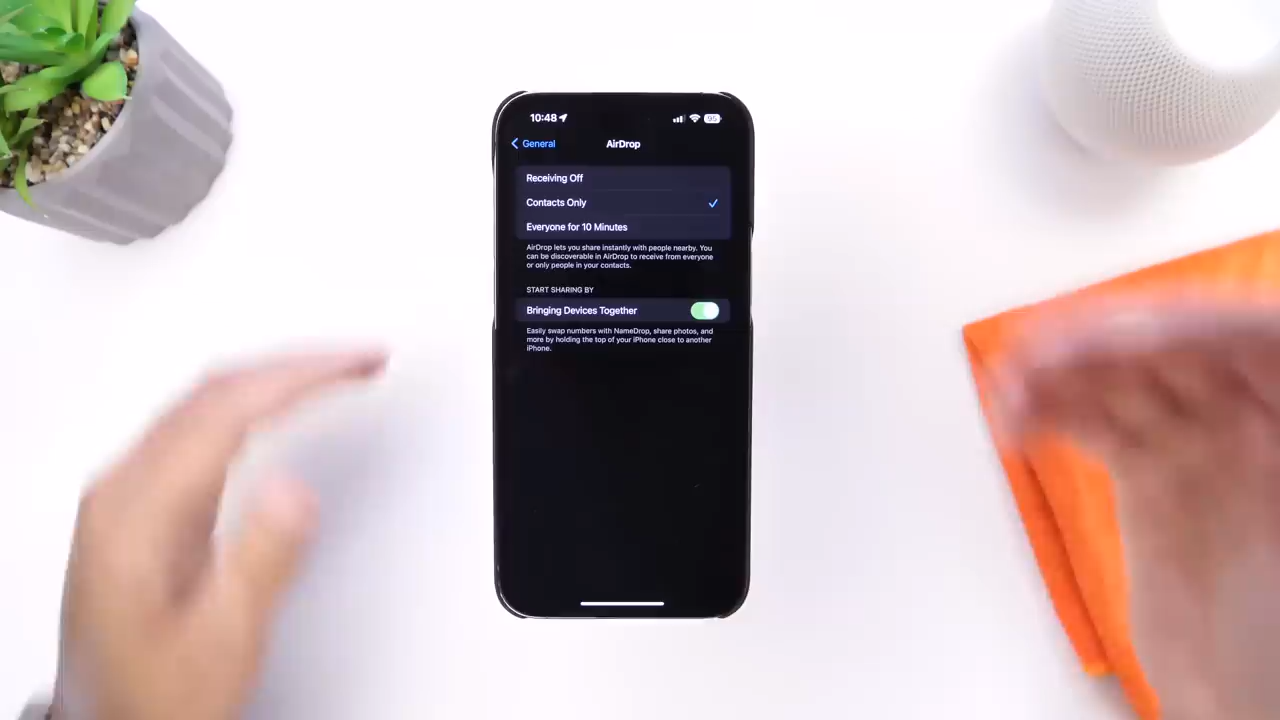 10:48
95
General
AirDrop
Receiving Off
Contacts Only
Everyone for 10 Minutes
AirDrop lets you share instantly with people nearby. You
can be discoverable in AirDrop to receive from everyone
or only people in your contacts.
START SHARING BY
Bringing Devices Together
Easily swap numbers with NameDrop, share photos, and
more by holding the top of your iPhone close to another
iPhone.